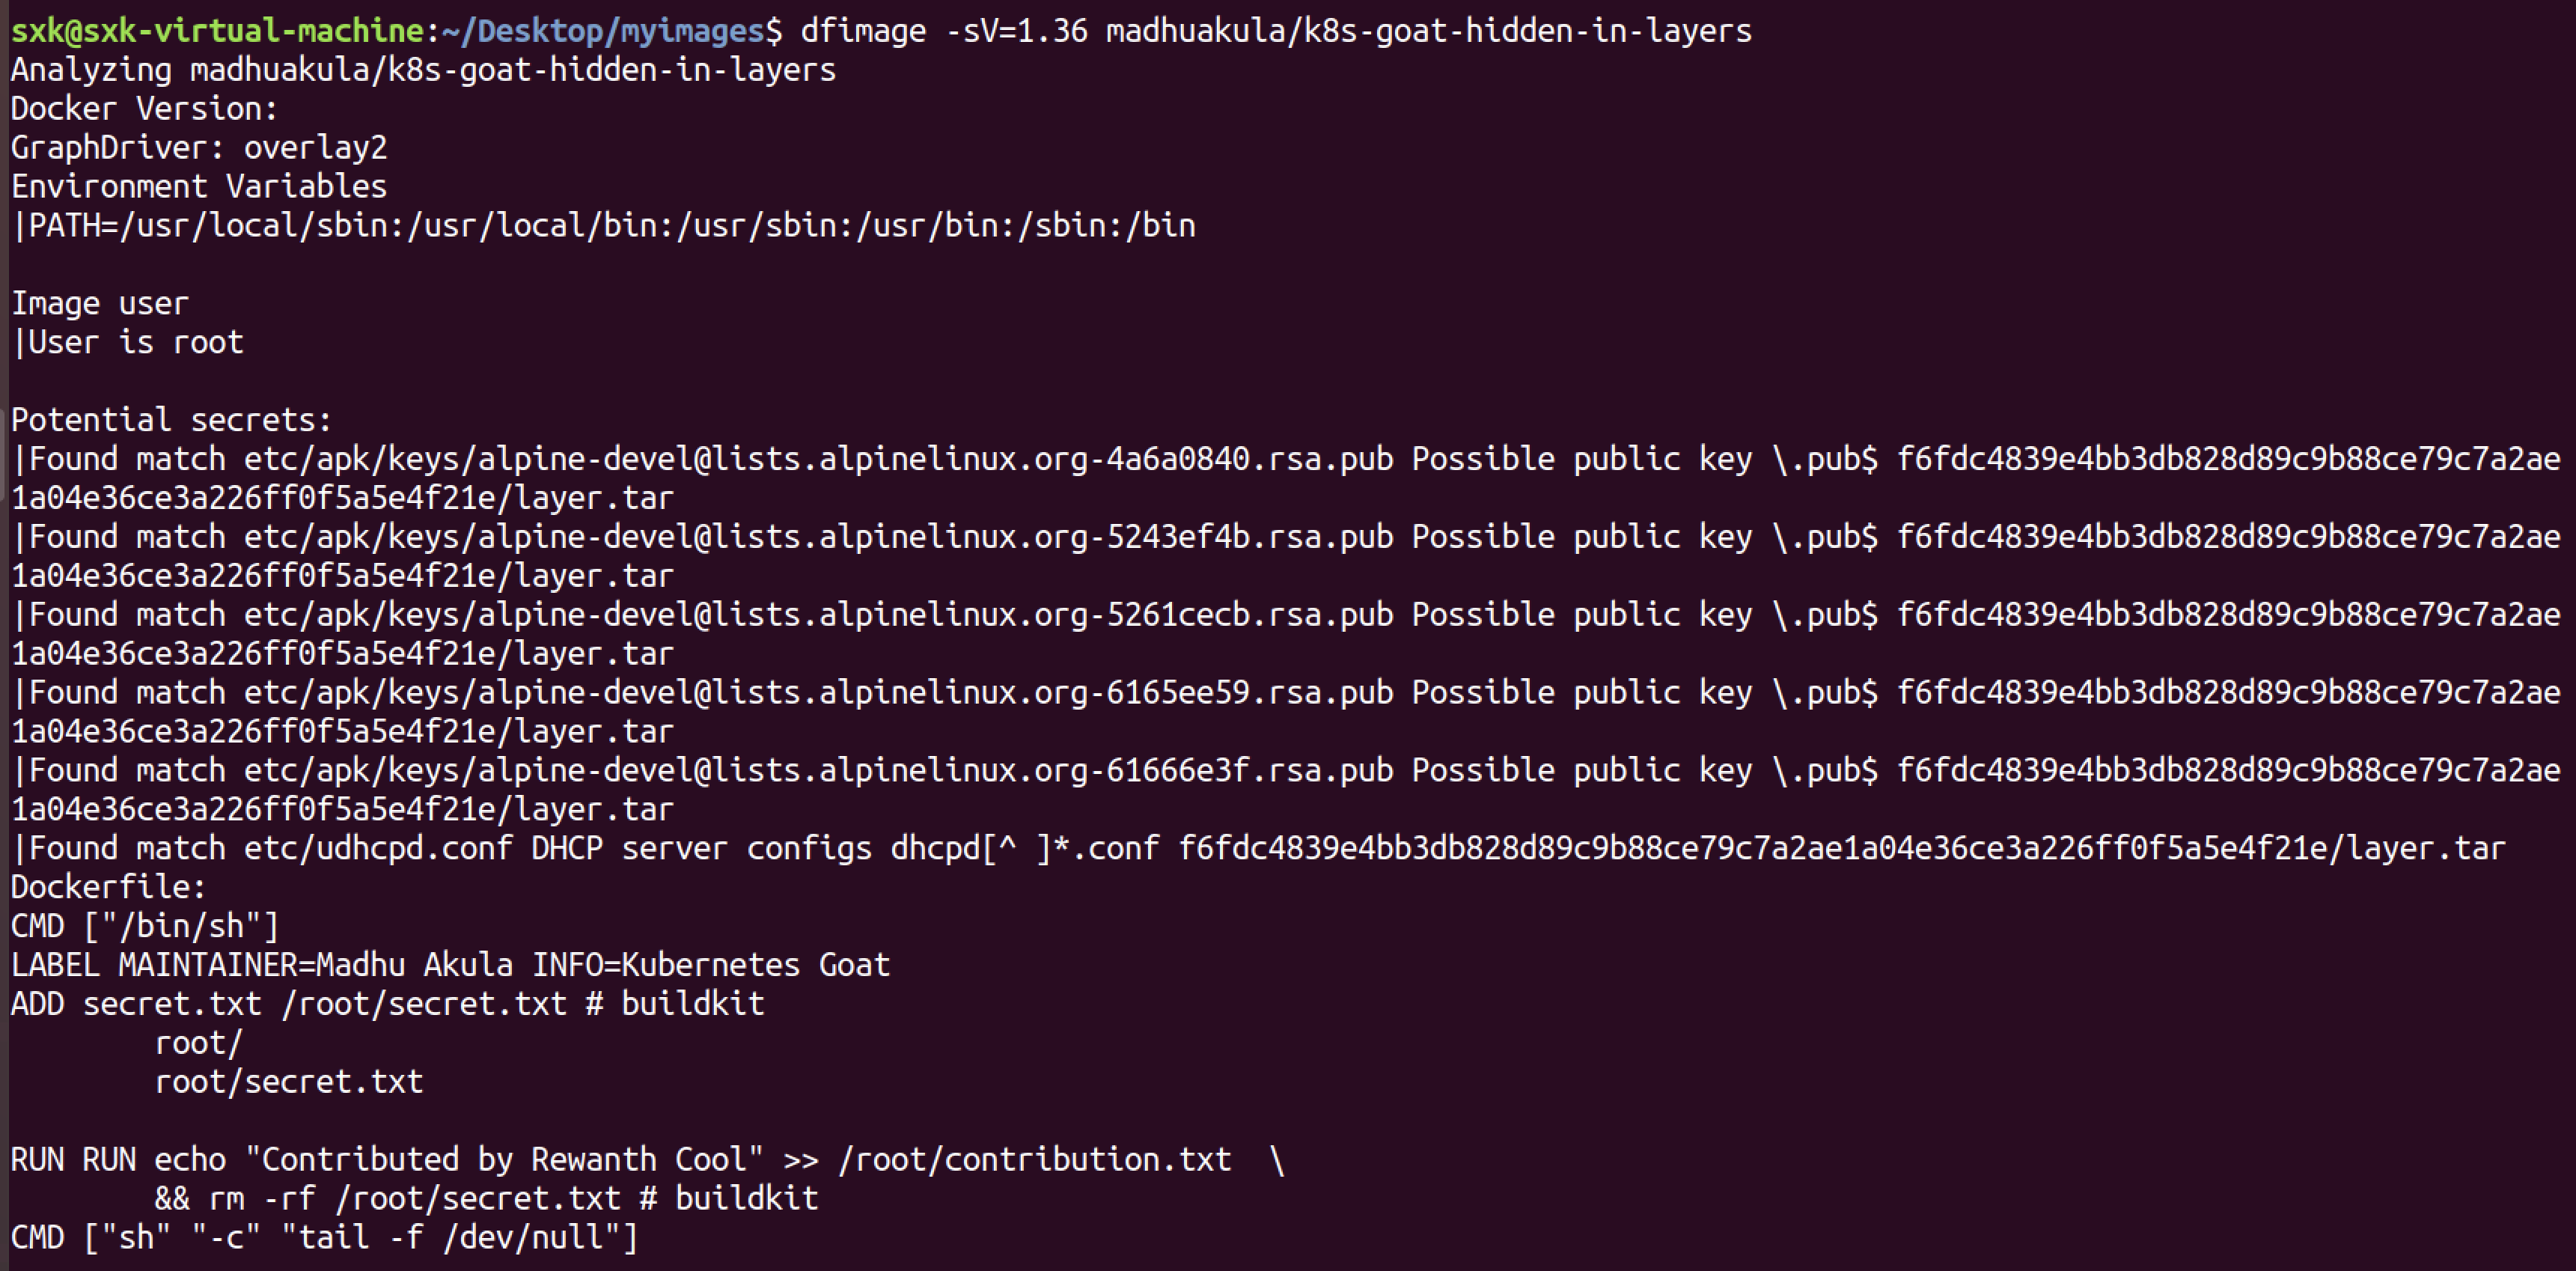 sxk@sxk-virtual-machine:~/Desktop/myimages$ dfimage -sV=1.36 madhuakula/k8s-goat-hidden-in-layers
Analyzing madhuakula/k8s-goat-hidden-in-layers
Docker Version:
GraphDriver: overlay2
Environment Variables
|PATH=/usr/local/sbin:/usr/local/bin:/usr/sbin:/usr/bin:/sbin:/bin
Image user
|User is root
Potential secrets:
|Found match etc/apk/keys/alpine-devel@lists.alpinelinux.org-4a6a0840.rsa.pub Possible public key \.pub$ f6fdc4839e4bb3db828d89c9b88ce79c7a2ae
1a04e36ce3a226ff0f5a5e4f21e/layer.tar
|Found match etc/apk/keys/alpine-devel@lists.alpinelinux.org-5243ef4b.rsa.pub Possible public key \.pub$ f6fdc4839e4bb3db828d89c9b88ce79c7a2ae
1a04e36ce3a226ff0f5a5e4f21e/layer.tar
|Found match etc/apk/keys/alpine-devel@lists.alpinelinux.org-5261cecb.rsa.pub Possible public key \.pub$ f6fdc4839e4bb3db828d89c9b88ce79c7a2ae
1a04e36ce3a226ff0f5a5e4f21e/layer.tar
|Found match etc/apk/keys/alpine-devel@lists.alpinelinux.org-6165ee59.rsa.pub Possible public key \.pub$ f6fdc4839e4bb3db828d89c9b88ce79c7a2ae
1a04e36ce3a226ff0f5a5e4f21e/layer.tar
|Found match etc/apk/keys/alpine-devel@lists.alpinelinux.org-61666e3f.rsa.pub Possible public key \.pub$ f6fdc4839e4bb3db828d89c9b88ce79c7a2ae
1a04e36ce3a226ff0f5a5e4f21e/layer.tar
|Found match etc/udhcpd.conf DHCP server configs dhcpd[^ ]*.conf f6fdc4839e4bb3db828d89c9b88ce79c7a2ae1a04e36ce3a226ff0f5a5e4f21e/layer.tar
Dockerfile:
CMD ["/bin/sh"]
LABEL MAINTAINER=Madhu Akula INFO=Kubernetes Goat
ADD secret.txt /root/secret.txt # buildkit
root/
root/secret.txt
RUN RUN echo "Contributed by Rewanth Cool" >> /root/contribution.txt  \
&& rm -rf /root/secret.txt # buildkit
CMD ["sh" "-c" "tail -f /dev/null"]